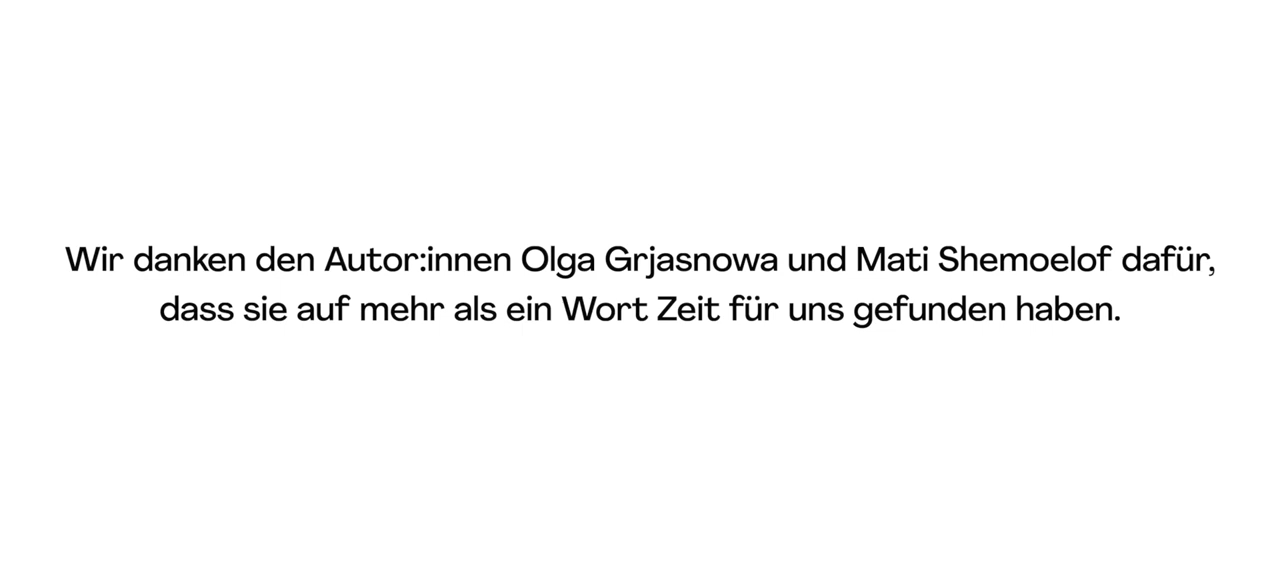 Wir danken den Autor:innen Olga Grjasnowa und Mati Shemoelof dafür,
dass sie auf mehr als ein Wort Zeit für uns gefunden haben.